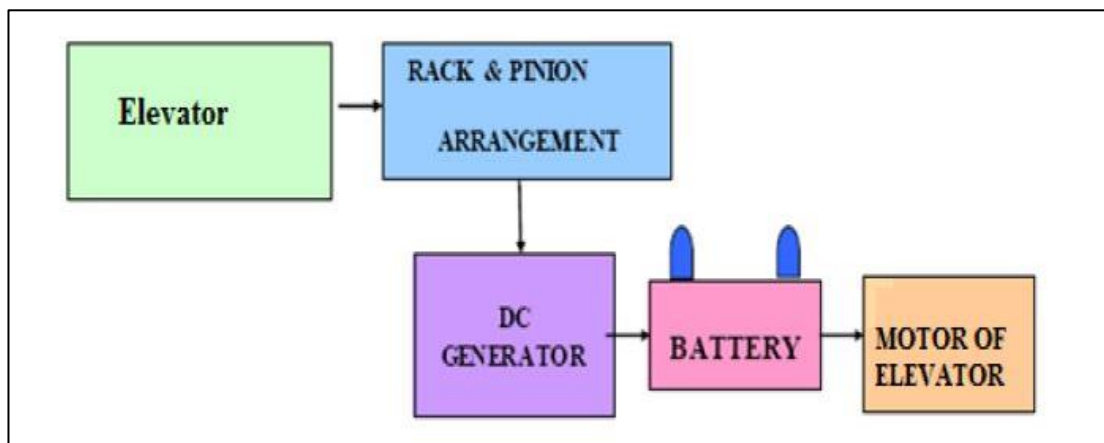 Elevator
RACK & PINION
ARRANGEMENT
DC
GENERATOR
BATTERY
MOTOR OF
ELEVATOR